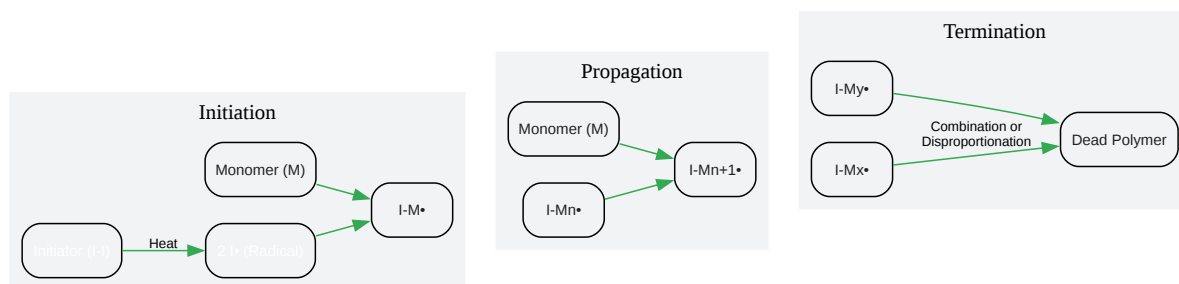 Initiation
Monomer (M)
I-M•
Initiator (I-I)
Heat
2 I• (Radical)
Propagation
Monomer (M)
I-Mn+1•
I-Mn•
Termination
I-My•
Combination or
Disproportionation
Dead Polymer
I-Mx•